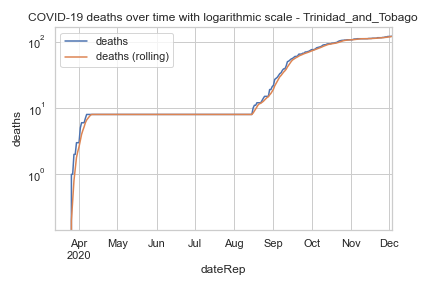 COVID-19 deaths over time with logarithmic scale - Trinidad_and_Tobago
deaths
deaths (rolling)
deaths
10²
10¹
10⁰
Apr
2020
May
Jun
Jul
Aug
Sep
Oct
Nov
Dec
dateRep